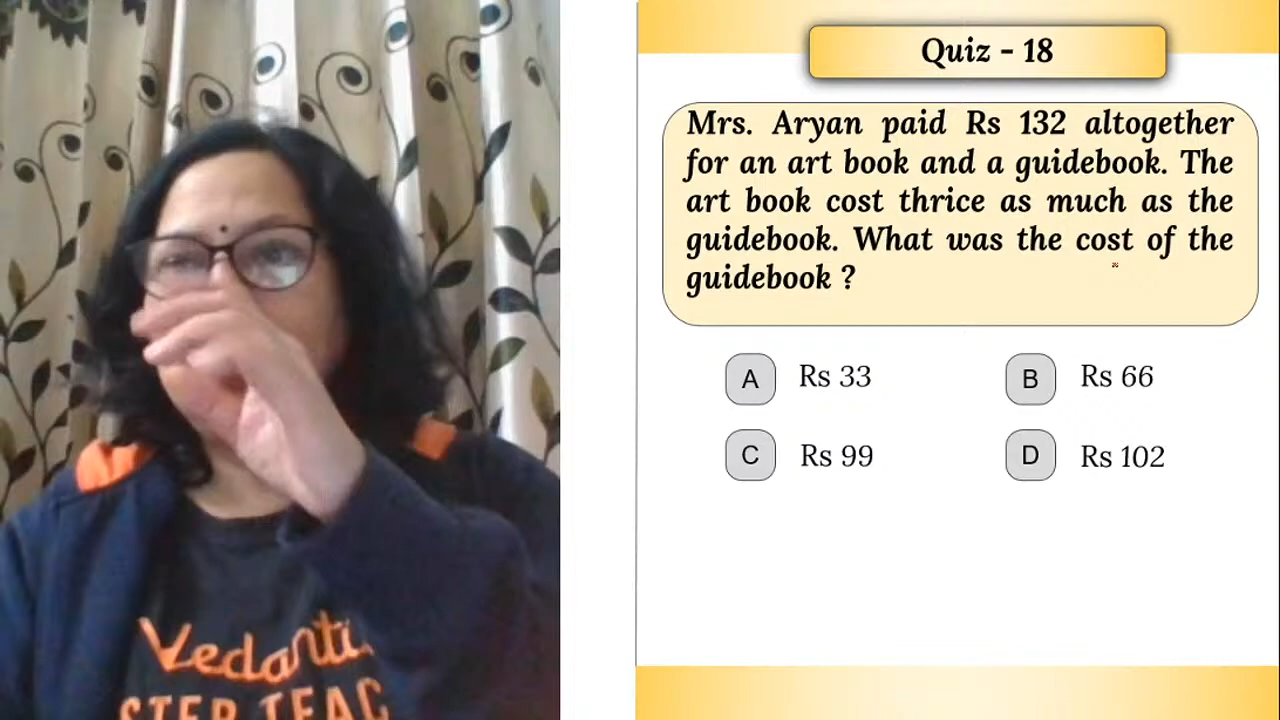 Quiz - 18
Mrs. Aryan paid Rs 132 altogether
for an art book and a guidebook. The
art book cost thrice as much as the
guidebook. What was the cost of the
guidebook ?
A Rs 33
B Rs 66
C Rs 99
D Rs 102